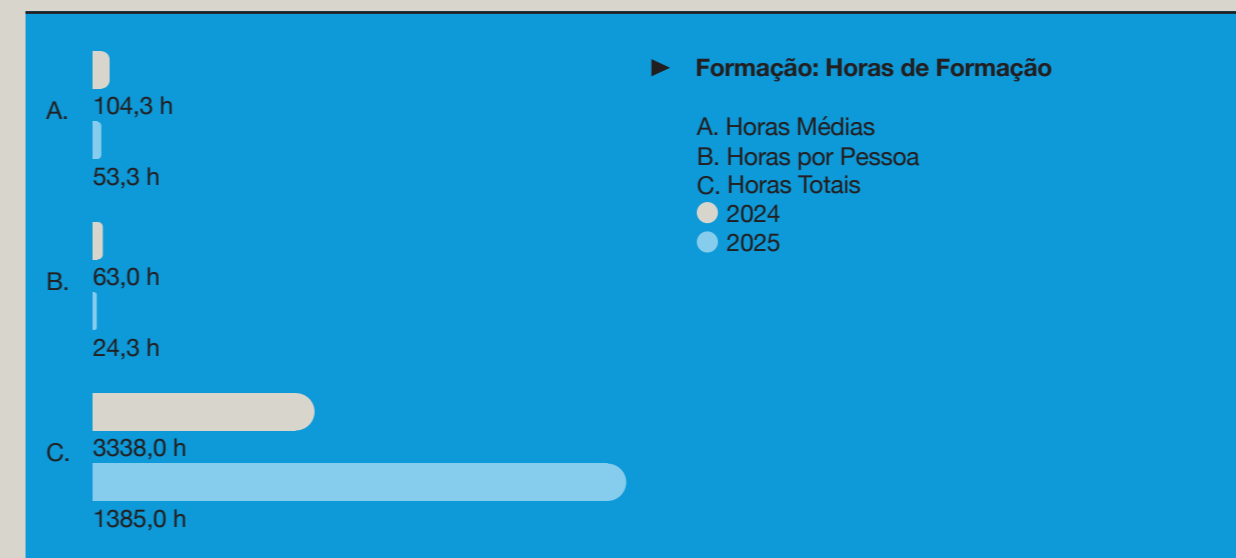 104,3 h
A.
53,3 h
63,0 h
B.
24,3 h
3338,0 h
C.
1385,0 h
► Formação: Horas de Formação
A. Horas Médias
B. Horas por Pessoa
C. Horas Totais
2024
2025